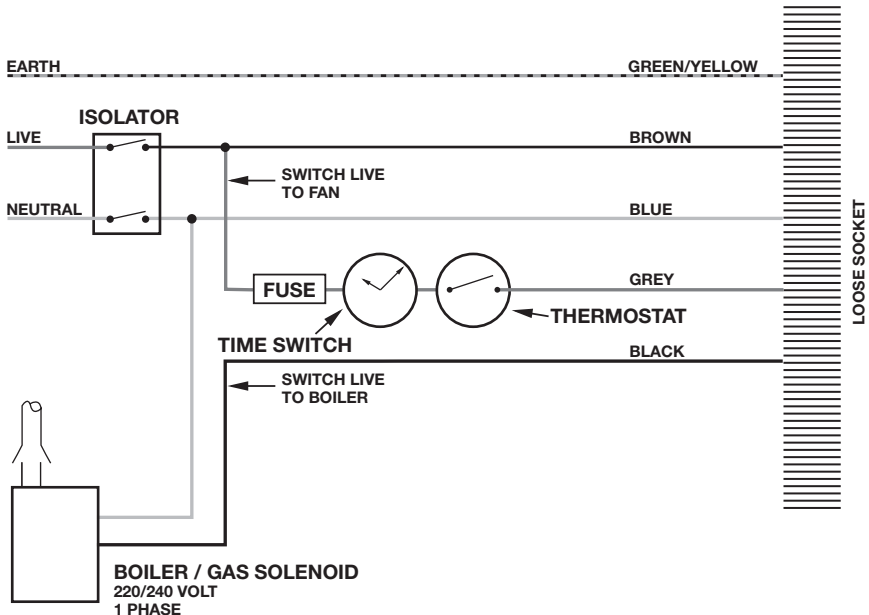 EARTH
GREEN/YELLOW
ISOLATOR
LIVE
BROWN
SWITCH LIVE
TO FAN
NEUTRAL
BLUE
LOOSE SOCKET
GREY
FUSE
THERMOSTAT
TIME SWITCH
BLACK
SWITCH LIVE
TO BOILER
BOILER / GAS SOLENOID
220/240 VOLT
1 PHASE